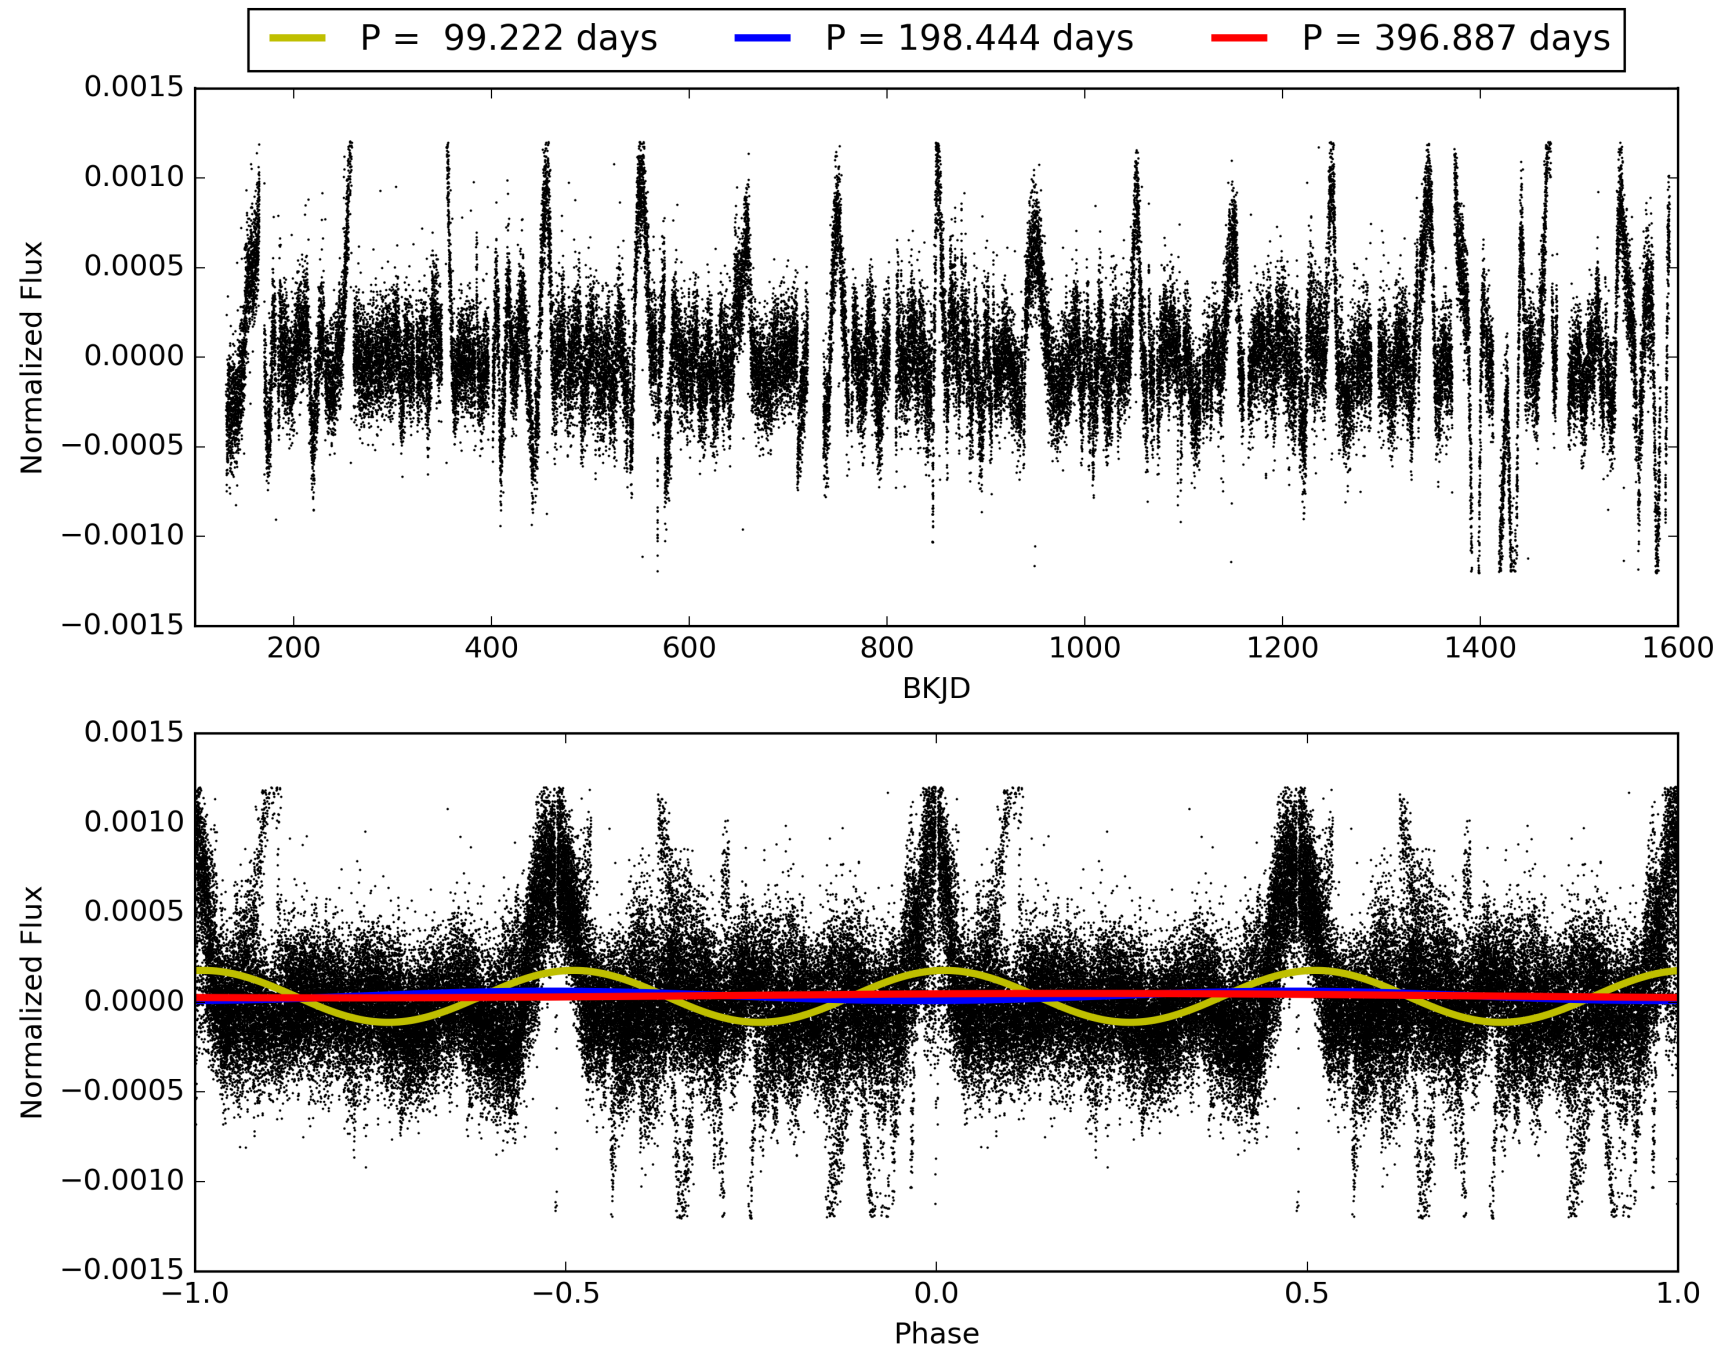 P =  99.222 days P = 198.444 days P = 396.887 days
0.0015
0.0010
0.0005
0.0000
−0.0005
−0.0010
−0.0015
Normalized Flux
200 400 600 800 1000 1200 1400 1600
BKJD
0.0015
0.0010
0.0005
0.0000
−0.0005
−0.0010
−0.0015
Normalized Flux
−1.0 −0.5 0.0 0.5 1.0
Phase